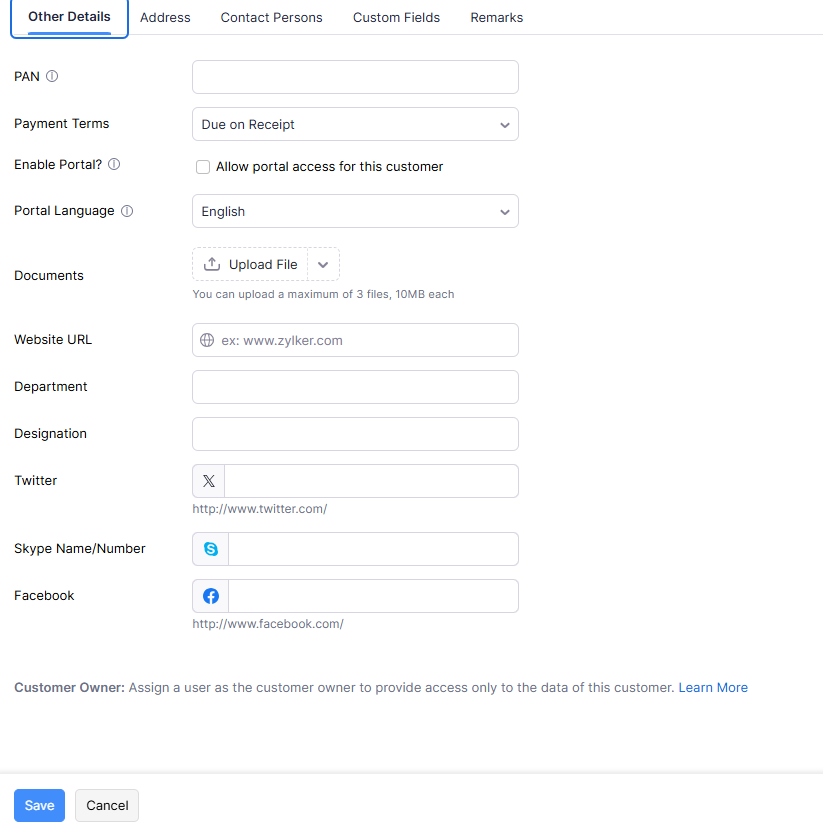 Other Details Address Contact Persons Custom Fields Remarks
PAN
Payment Terms Due on Receipt
Enable Portal? Allow portal access for this customer
Portal Language English
Documents Upload File
You can upload a maximum of 3 files, 10MB each
Website URL ex: www.zylker.com
Department
Designation
Twitter
http://www.twitter.com/
Skype Name/Number
Facebook
http://www.facebook.com/
Customer Owner: Assign a user as the customer owner to provide access only to the data of this customer. Learn More
Save Cancel